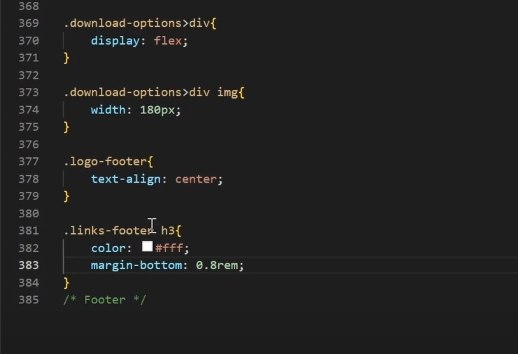 368
369 .download-options>div{
370 display: flex;
371 }
372
373 .download-options>div img{
374 width: 180px;
375 }
376
377 .logo-footer{
378 text-align: center;
379 }
380
381 .links-footer h3{
382 color: #fff;
383 margin-bottom: 0.8rem;
384 }
385 /* Footer */